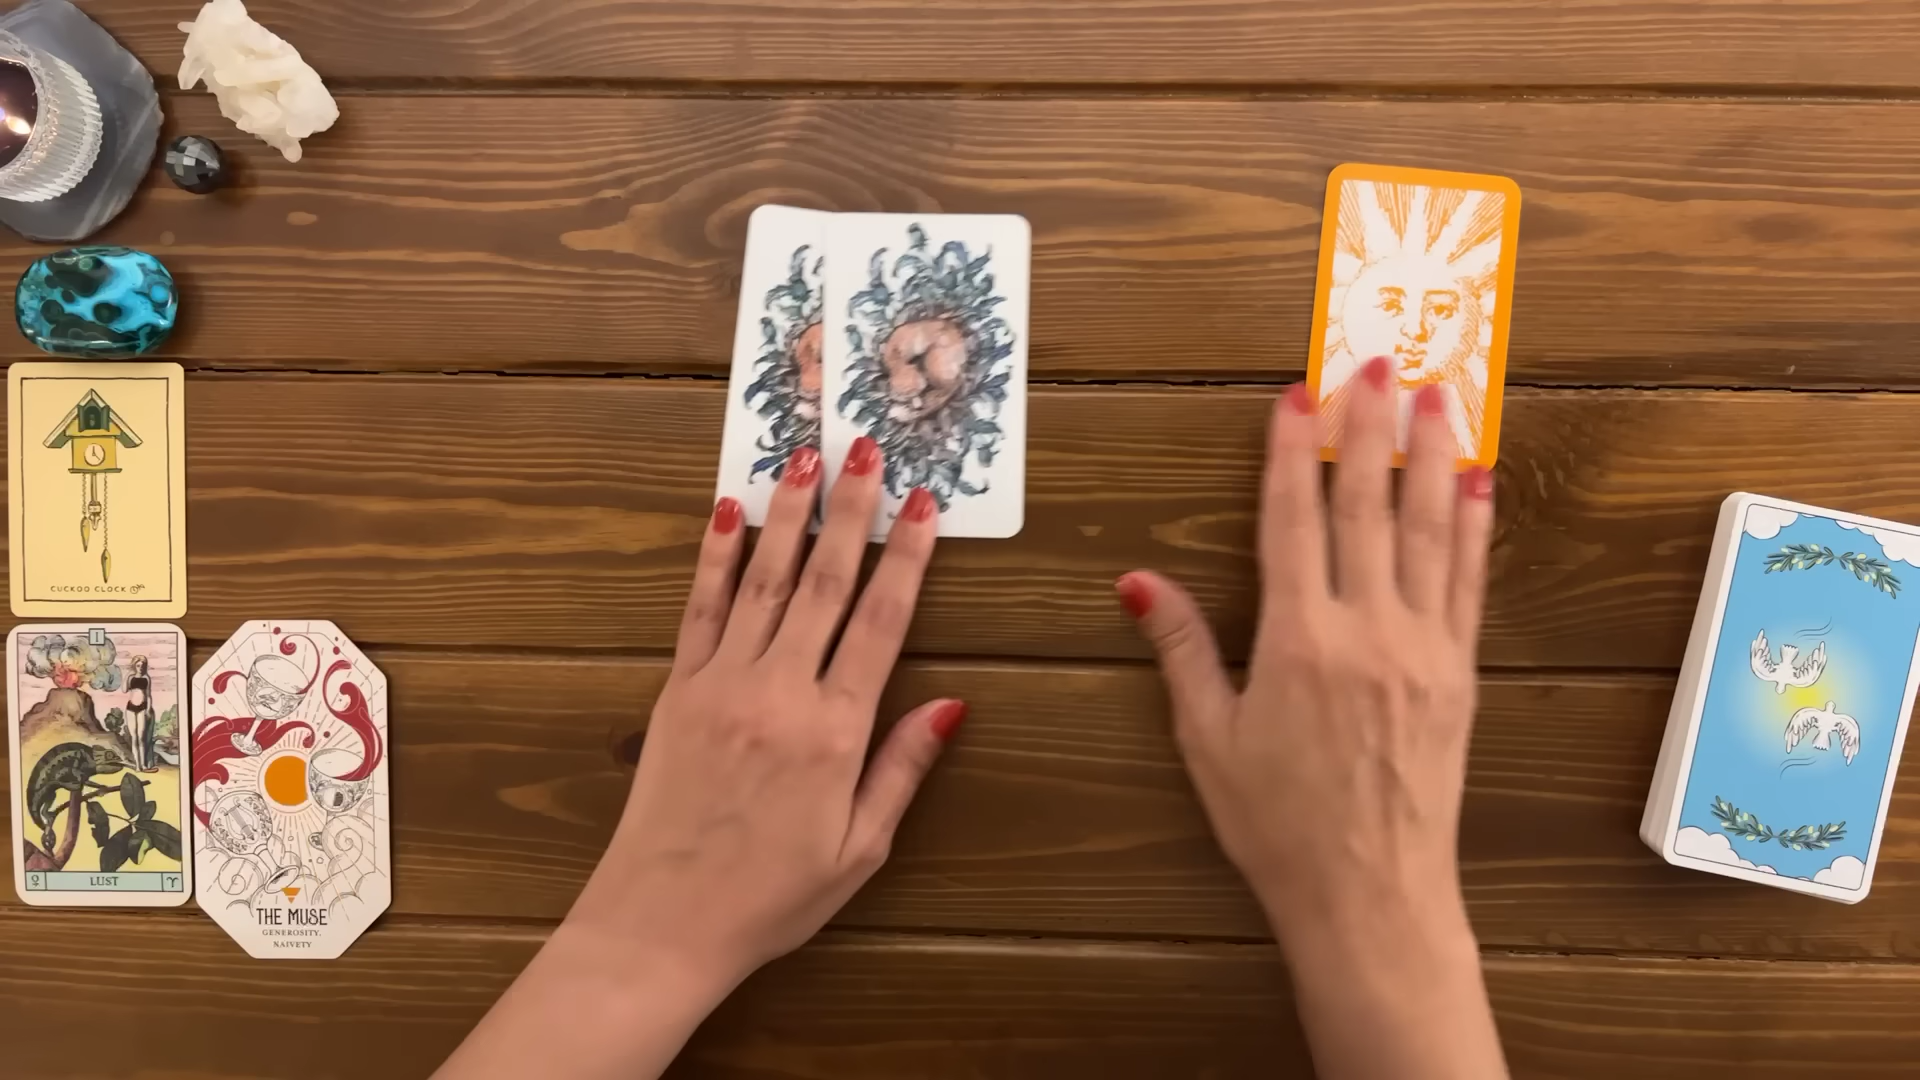 CUCKOO CLOCK
I
LUST
THE MUSE
GENEROSITY.
NAIVETY